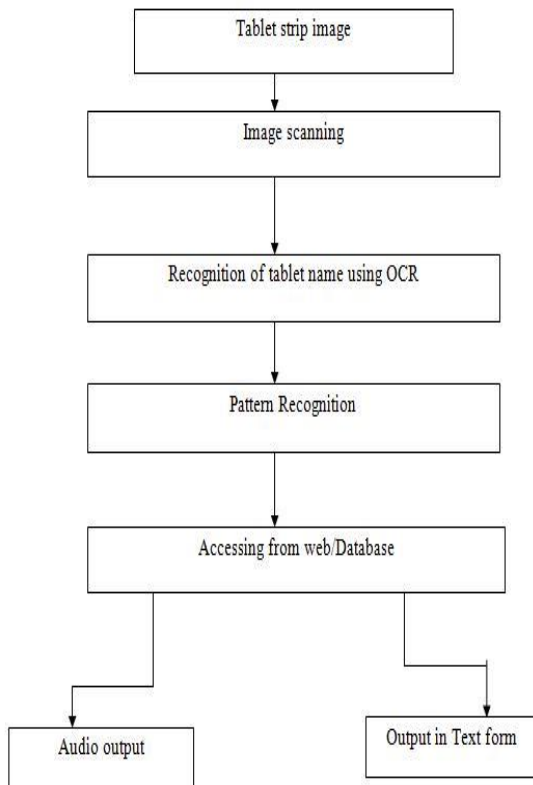 Tablet strip image
Image scanning
Recognition of tablet name using OCR
Pattern Recognition
Accessing from web/Database
Audio output
Output in Text form